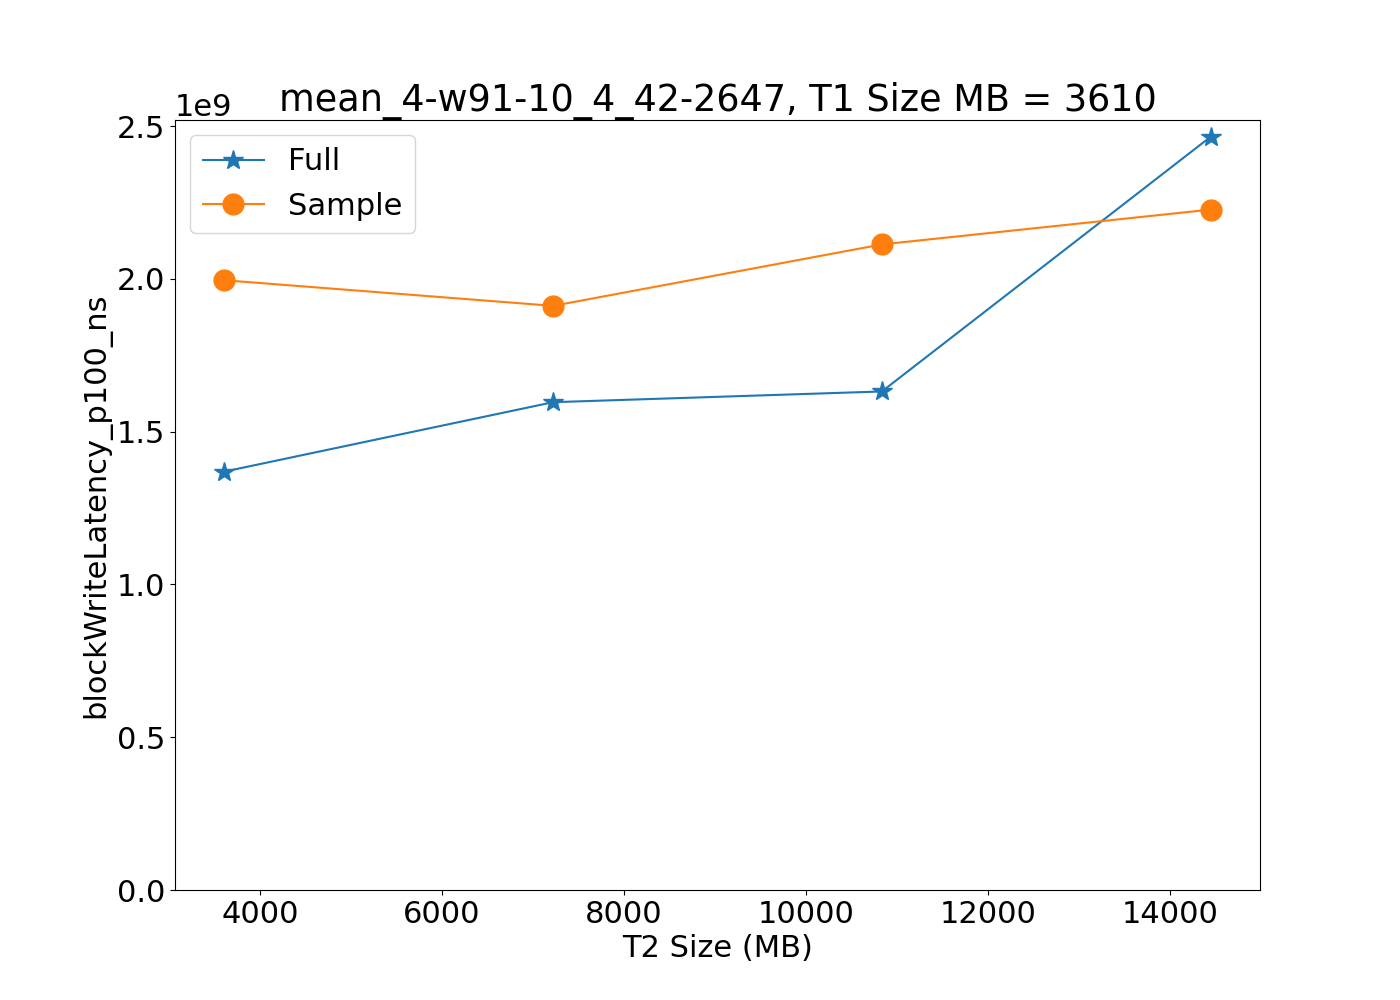 mean_4-w91-10_4_42-2647, T1 Size MB = 3610
1e9
2.5
2.0
1.5
1.0
0.5
0.0
blockWriteLatency_p100_ns
Full
Sample
4000 6000 8000 10000 12000 14000
T2 Size (MB)